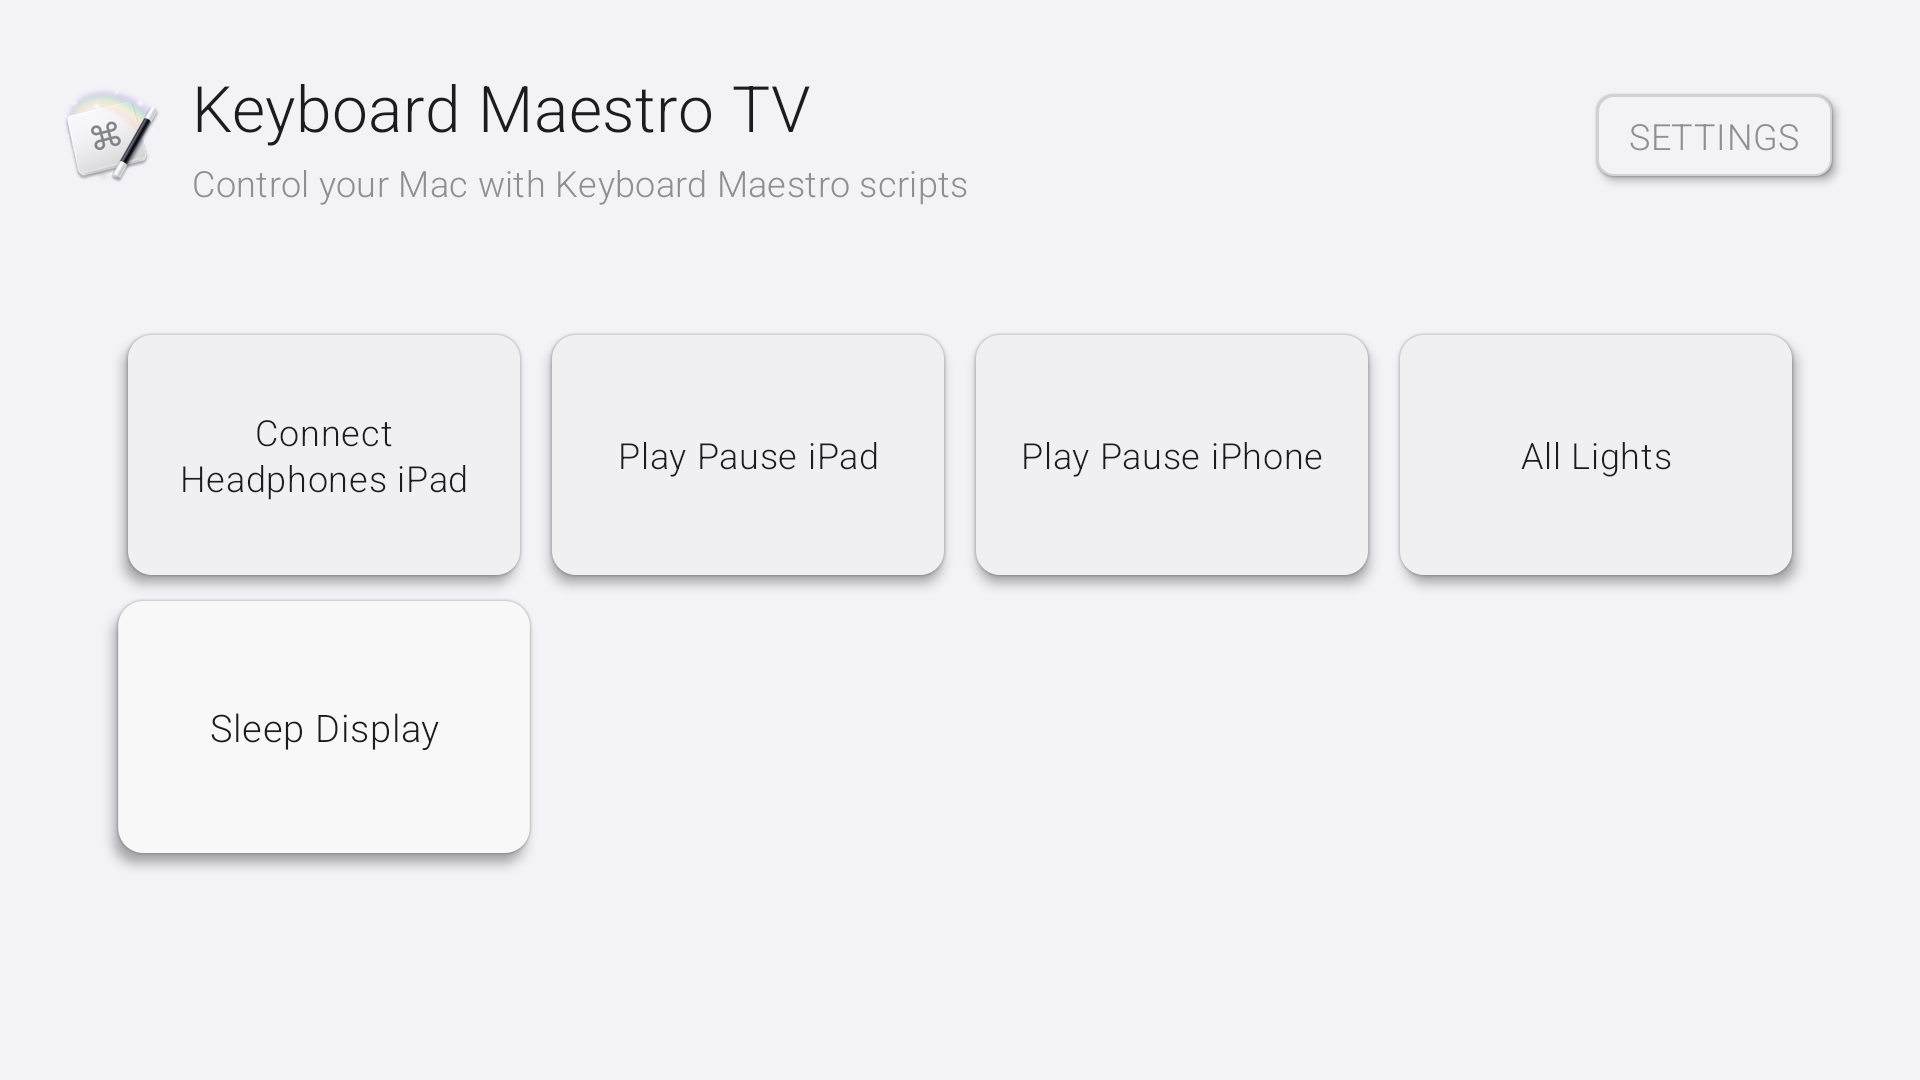 Keyboard Maestro TV
Control your Mac with Keyboard Maestro scripts
SETTINGS
Connect
Headphones iPad
Play Pause iPad
Play Pause iPhone
All Lights
Sleep Display